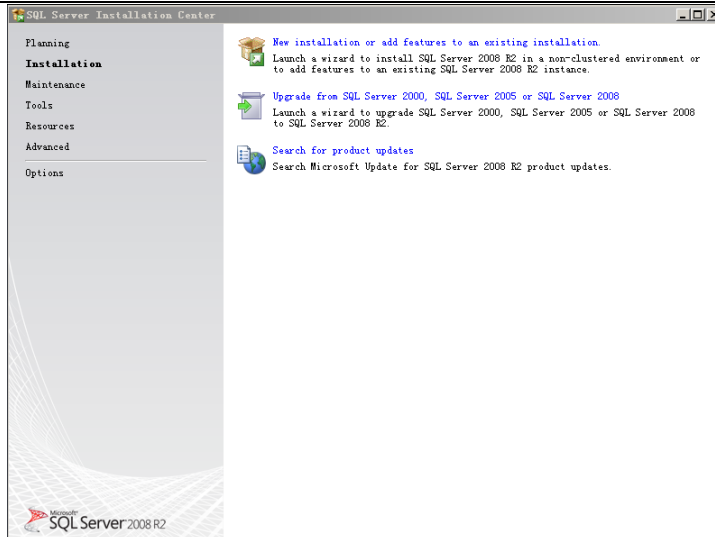 SQL Server Installation Center
Planning
Installation
Maintenance
Tools
Resources
Advanced
Options
New installation or add features to an existing installation.
Launch a wizard to install SQL Server 2008 R2 in a non-clustered environment or
to add features to an existing SQL Server 2008 R2 instance.
Upgrade from SQL Server 2000, SQL Server 2005 or SQL Server 2008
Launch a wizard to upgrade SQL Server 2000, SQL Server 2005 or SQL Server 2008
to SQL Server 2008 R2.
Search for product updates
Search Microsoft Update for SQL Server 2008 R2 product updates.
Microsoft
SQL Server 2008 R2